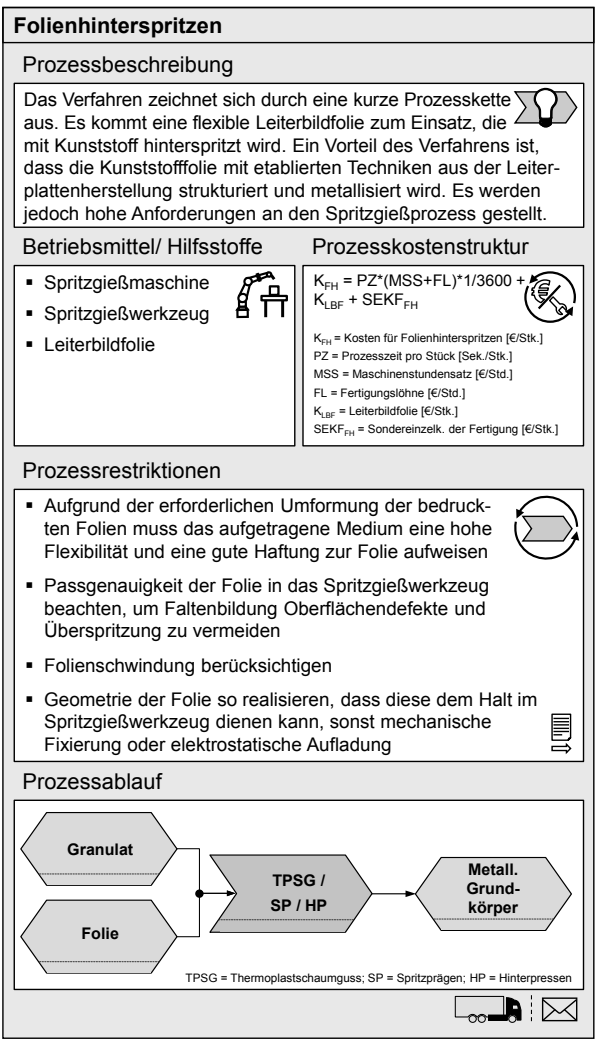 Folienhinterspritzen
Prozessbeschreibung
Das Verfahren zeichnet sich durch eine kurze Prozesskette
aus. Es kommt eine flexible Leiterbildfolie zum Einsatz, die
mit Kunststoff hinterspritzt wird. Ein Vorteil des Verfahrens ist,
dass die Kunststofffolie mit etablierten Techniken aus der Leiter-
plattenherstellung strukturiert und metallisiert wird. Es werden
jedoch hohe Anforderungen an den Spritzgießprozess gestellt.
Betriebsmittel/ Hilfsstoffe
▪ Spritzgießmaschine
▪ Spritzgießwerkzeug
▪ Leiterbildfolie
Prozesskostenstruktur
K_FH = PZ*(MSS+FL)*1/3600 +
K_LBF + SEKF_FH
K_FH = Kosten für Folienhinterspritzen [€/Stk.]
PZ = Prozesszeit pro Stück [Sek./Stk.]
MSS = Maschinenstundensatz [€/Std.]
FL = Fertigungslöhne [€/Std.]
K_LBF = Leiterbildfolie [€/Stk.]
SEKF_FH = Sondereinzelk. der Fertigung [€/Stk.]
Prozessrestriktionen
▪ Aufgrund der erforderlichen Umformung der bedruck-
ten Folien muss das aufgetragene Medium eine hohe
Flexibilität und eine gute Haftung zur Folie aufweisen
▪ Passgenauigkeit der Folie in das Spritzgießwerkzeug
beachten, um Faltenbildung Oberflächendefekte und
Überspritzung zu vermeiden
▪ Folienschwindung berücksichtigen
▪ Geometrie der Folie so realisieren, dass diese dem Halt im
Spritzgießwerkzeug dienen kann, sonst mechanische
Fixierung oder elektrostatische Aufladung
Prozessablauf
Granulat
Folie
TPSG /
SP / HP
Metall.
Grund-
körper
TPSG = Thermoplastschaumguss; SP = Spritzprägen; HP = Hinterpressen